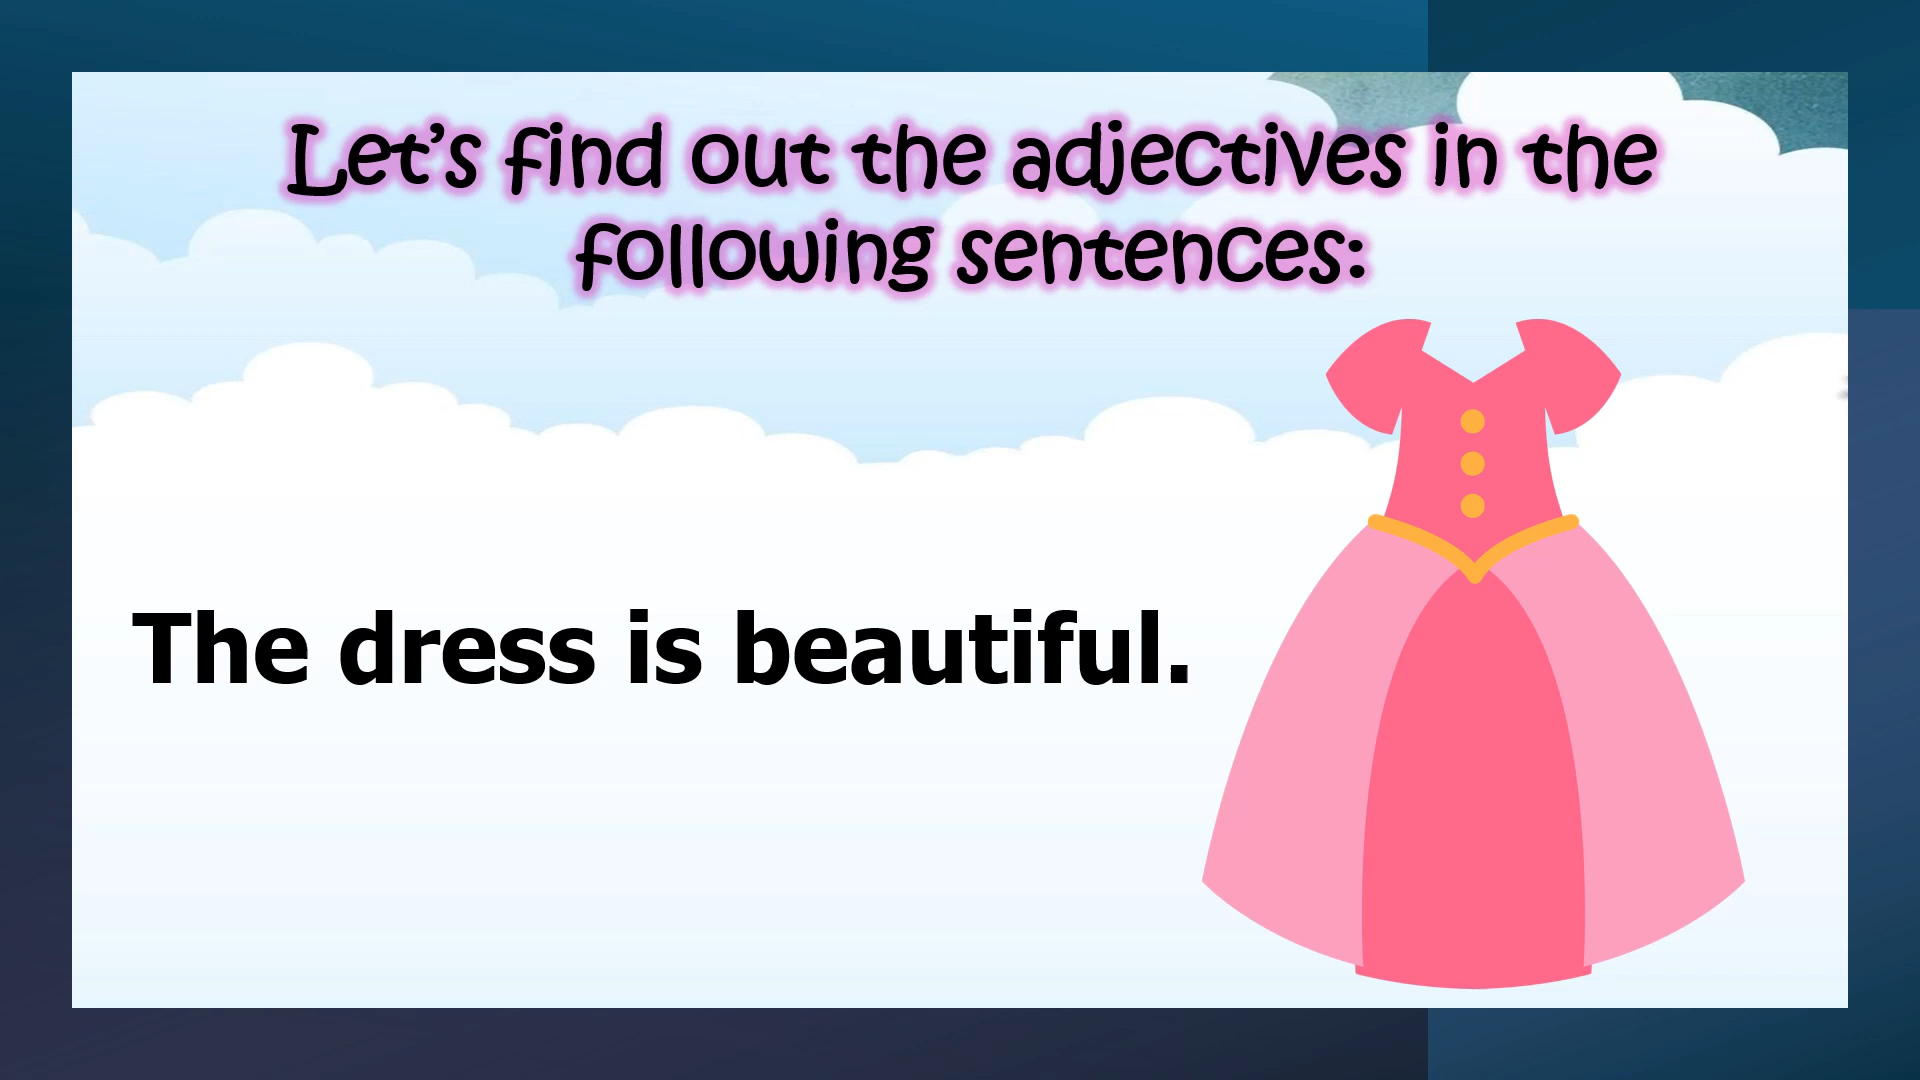 Let’s find out the adjectives in the
following sentences:
The dress is beautiful.